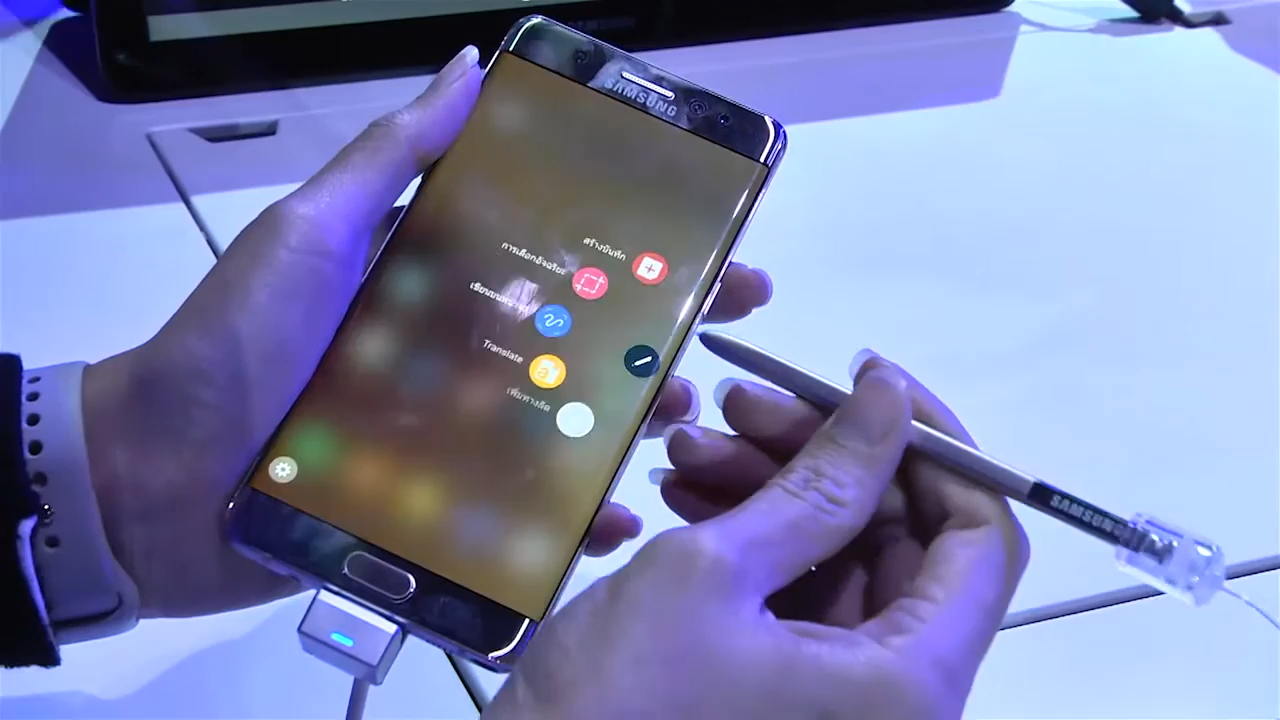 SAMSUNG
สร้างบันทึก
การเลือกอัจฉริยะ
Translate
เพิ่มทางลัด
SAMSUNG